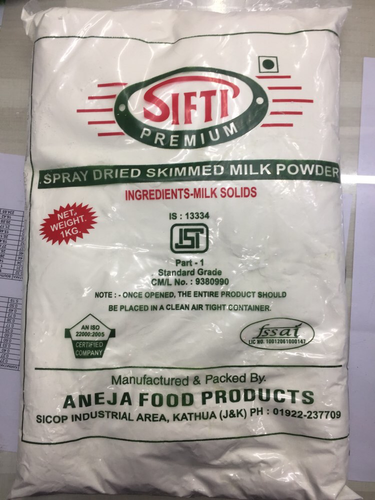 SIFTI
PREMIUM
SPRAY DRIED SKIMMED MILK POWDER
INGREDIENTS-MILK SOLIDS
NET,
WEIGHT.
1KG.
IS : 13334
ISI
Part - 1
Standard Grade
CM/L No. : 9380990
NOTE : - ONCE OPENED, THE ENTIRE PRODUCT SHOULD
BE PLACED IN A CLEAN AIR TIGHT CONTAINER.
AN ISO
22000:2005
CERTIFIED
COMPANY
fssai
LIC NO. 10012061000142
Manufactured & Packed By.
ANEJA FOOD PRODUCTS
SICOP INDUSTRIAL AREA, KATHUA (J&K) PH : 01922-237709